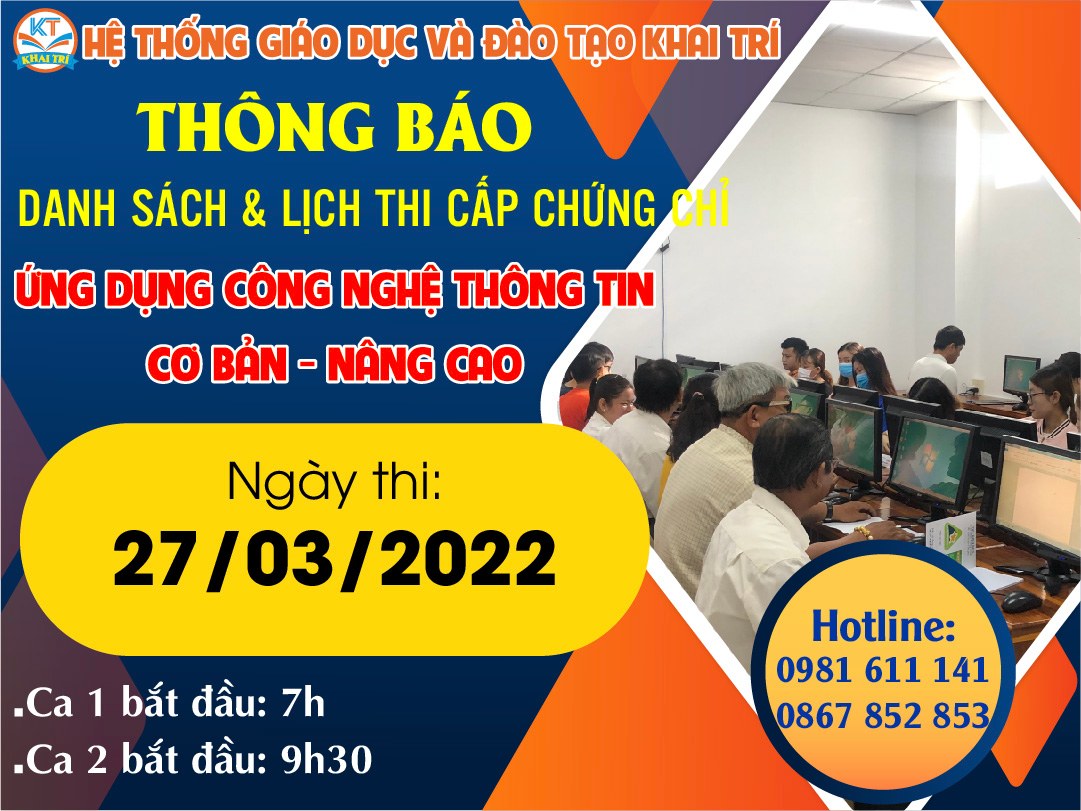 KT
KHAI TRÍ
HỆ THỐNG GIÁO DỤC VÀ ĐÀO TẠO KHAI TRÍ
THÔNG BÁO
DANH SÁCH & LỊCH THI CẤP CHỨNG CHỈ
ỨNG DỤNG CÔNG NGHỆ THÔNG TIN
CƠ BẢN - NÂNG CAO
Ngày thi:
27/03/2022
.Ca 1 bắt đầu: 7h
.Ca 2 bắt đầu: 9h30
Hotline:
0981 611 141
0867 852 853